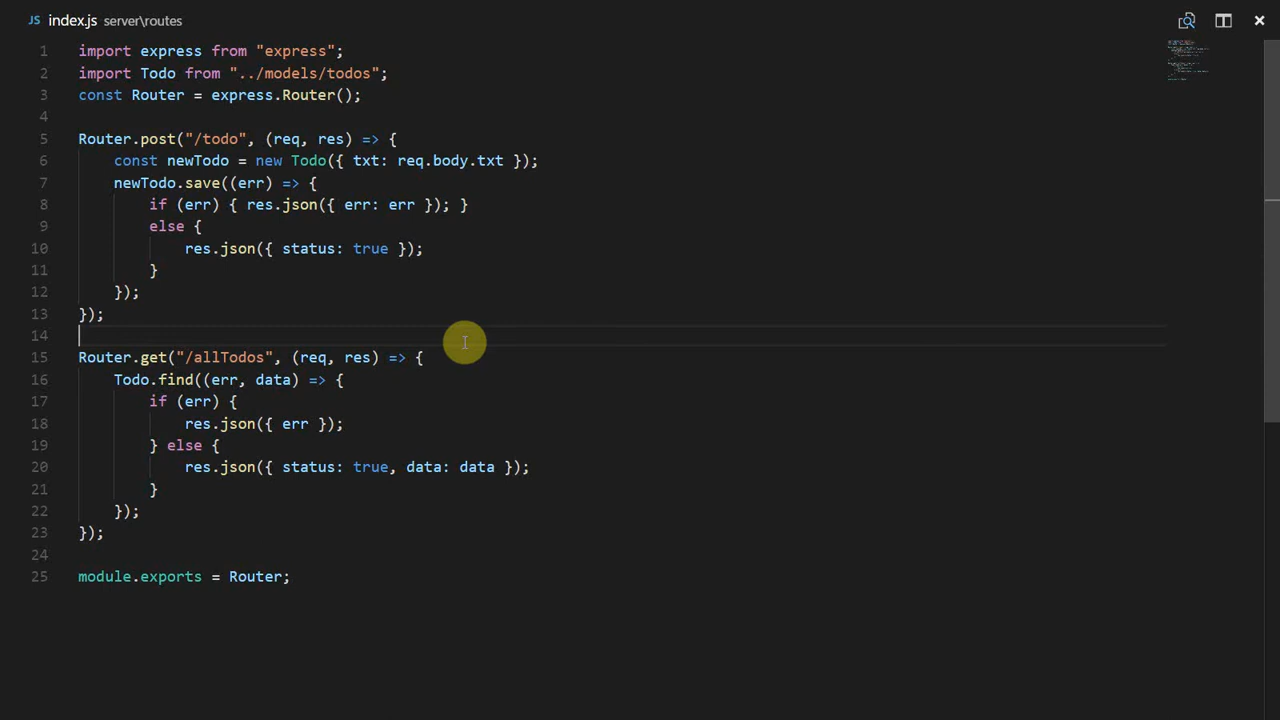 JS index.js server\routes
1 import express from "express";
2 import Todo from "../models/todos";
3 const Router = express.Router();
4
5 Router.post("/todo", (req, res) => {
6     const newTodo = new Todo({ txt: req.body.txt });
7     newTodo.save((err) => {
8         if (err) { res.json({ err: err }); }
9         else {
10             res.json({ status: true });
11         }
12     });
13 });
14
15 Router.get("/allTodos", (req, res) => {
16     Todo.find((err, data) => {
17         if (err) {
18             res.json({ err });
19         } else {
20             res.json({ status: true, data: data });
21         }
22     });
23 });
24
25 module.exports = Router;